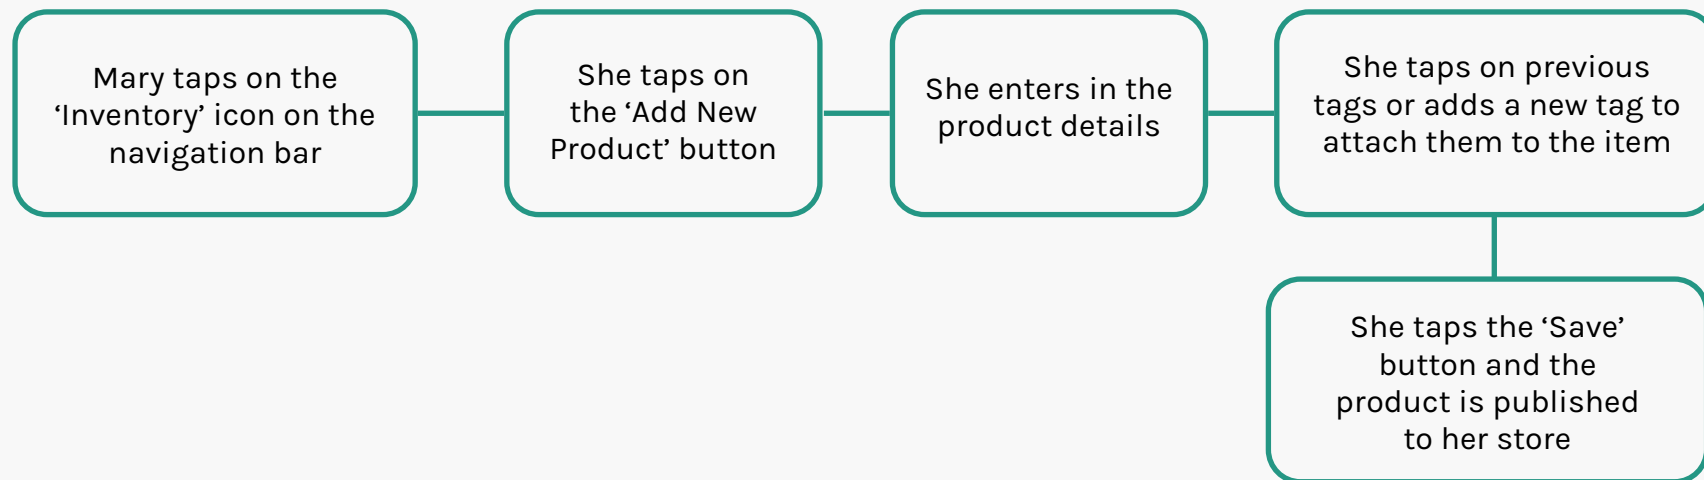 Mary taps on the
‘Inventory’ icon on the
navigation bar
She taps on
the ‘Add New
Product’ button
She enters in the
product details
She taps on previous
tags or adds a new tag to
attach them to the item
She taps the ‘Save’
button and the
product is published
to her store